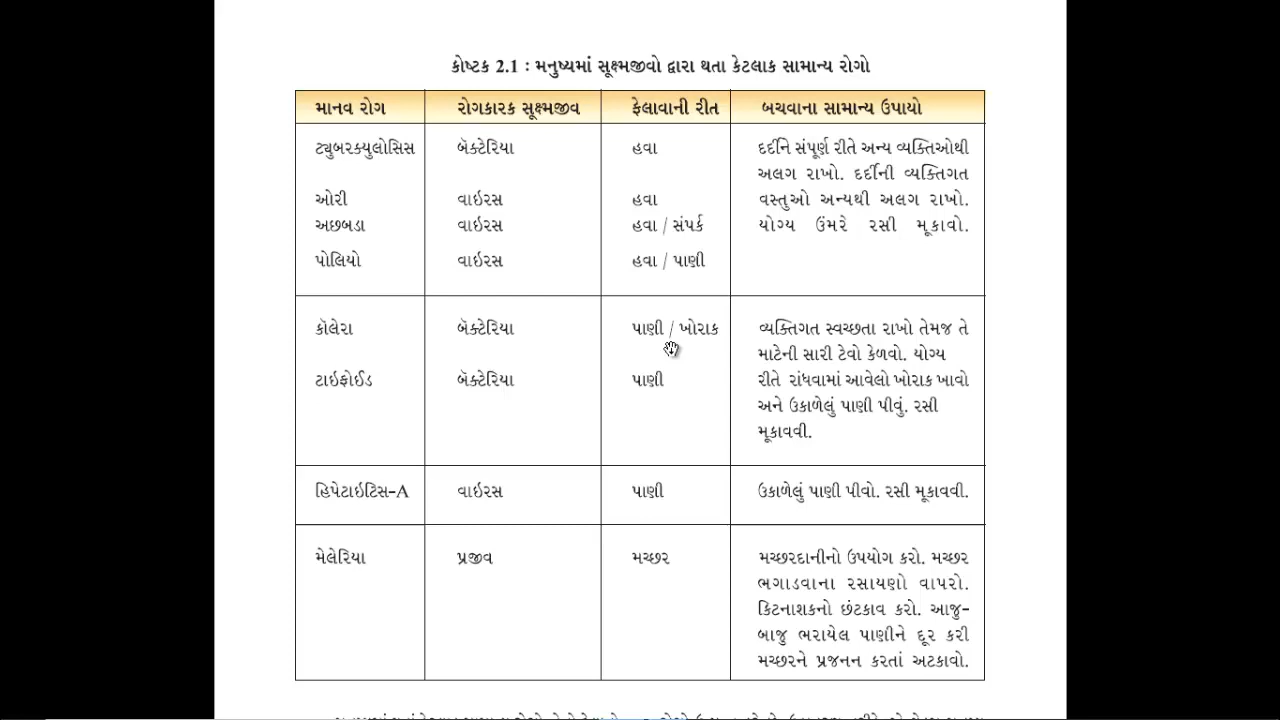 કોષ્ટક 2.1 : મનુષ્યમાં સૂક્ષ્મજીવો દ્વારા થતા કેટલાક સામાન્ય રોગો
માનવ રોગ રોગકારક સૂક્ષ્મજીવ ફેલાવાની રીત બચવાના સામાન્ય ઉપાયો
ટ્યુબરક્યુલોસિસ બૅક્ટેરિયા હવા દર્દીને સંપૂર્ણ રીતે અન્ય વ્યક્તિઓથી
અલગ રાખો. દર્દીની વ્યક્તિગત
ઓરી વાઇરસ હવા વસ્તુઓ અન્યથી અલગ રાખો.
અછબડા વાઇરસ હવા / સંપર્ક યોગ્ય ઉંમરે રસી મૂકાવો.
પોલિયો વાઇરસ હવા / પાણી
કૉલેરા બૅક્ટેરિયા પાણી / ખોરાક વ્યક્તિગત સ્વચ્છતા રાખો તેમજ તે
માટેની સારી ટેવો કેળવો. યોગ્ય
ટાઇફોઈડ બૅક્ટેરિયા પાણી રીતે રાંધવામાં આવેલો ખોરાક ખાવો
અને ઉકાળેલું પાણી પીવું. રસી
મૂકાવવી.
હિપેટાઇટિસ-A વાઇરસ પાણી ઉકાળેલું પાણી પીવો. રસી મૂકાવવી.
મેલેરિયા પ્રજીવ મચ્છર મચ્છરદાનીનો ઉપયોગ કરો. મચ્છર
ભગાડવાના રસાયણો વાપરો.
કિટનાશકનો છંટકાવ કરો. આજુ-
બાજુ ભરાયેલ પાણીને દૂર કરી
મચ્છરને પ્રજનન કરતાં અટકાવો.